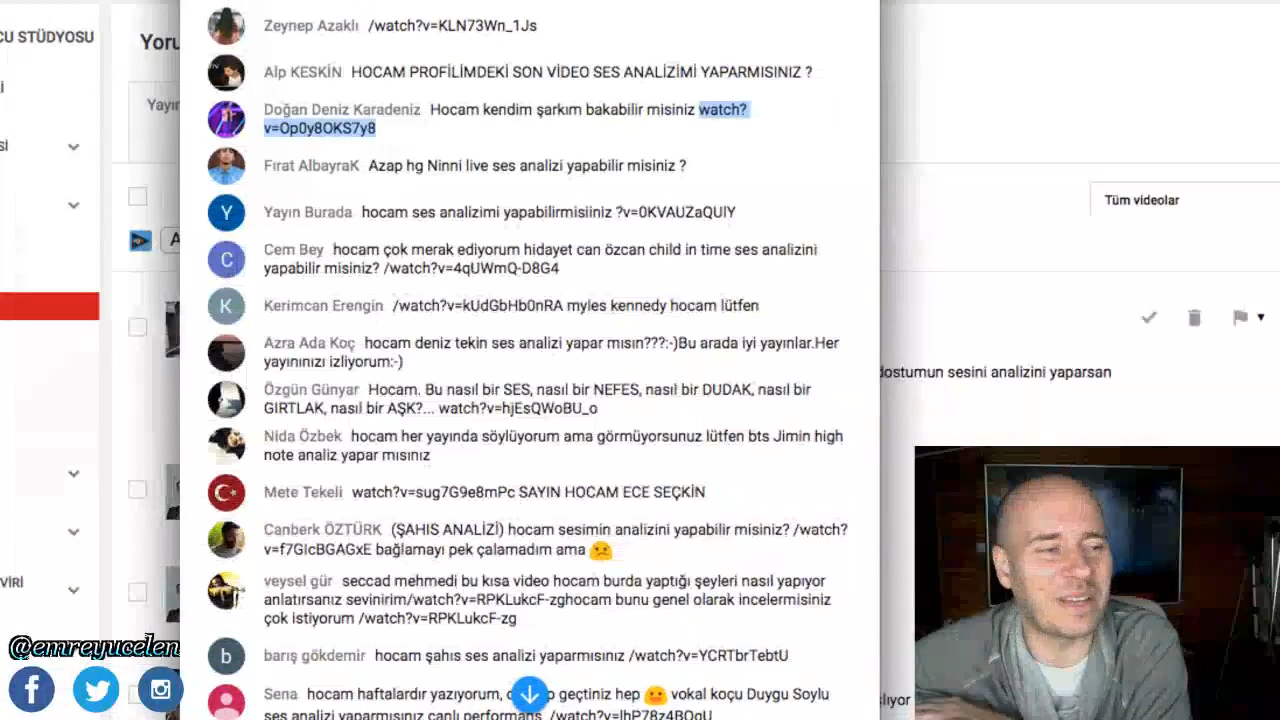 CU STÜDYOSU
Yoru
Yayır
Zeynep Azaklı /watch?v=KLN73Wn_1Js
Alp KESKİN HOCAM PROFİLİMDEKİ SON VİDEO SES ANALİZİMİ YAPARMISINIZ ?
Doğan Deniz Karadeniz Hocam kendim şarkım bakabilir misiniz watch?
v=Op0y8OKS7y8
Fırat AlbayraK Azap hg Ninni live ses analizi yapabilir misiniz ?
Yayın Burada hocam ses analizimi yapabilirmisiiniz ?v=0KVAUZaQUlY
Y
Tüm videolar
Cem Bey hocam çok merak ediyorum hidayet can özcan child in time ses analizini
C
yapabilir misiniz? /watch?v=4qUWmQ-D8G4
Kerimcan Erengin /watch?v=kUdGbHb0nRA myles kennedy hocam lütfen
K
Azra Ada Koç hocam deniz tekin ses analizi yapar mısın???:-)Bu arada iyi yayınlar.Her
yayınınızı izliyorum:-)
dostumun sesini analizini yaparsan
Özgün Günyar Hocam. Bu nasıl bir SES, nasıl bir NEFES, nasıl bir DUDAK, nasıl bir
GIRTLAK, nasıl bir AŞK?... watch?v=hjEsQWoBU_o
Nida Özbek hocam her yayında söylüyorum ama görmüyorsunuz lütfen bts Jimin high
note analiz yapar mısınız
Mete Tekeli watch?v=sug7G9e8mPc SAYIN HOCAM ECE SEÇKİN
Canberk ÖZTÜRK (ŞAHIS ANALİZİ) hocam sesimin analizini yapabilir misiniz? /watch?
v=f7GIcBGAGxE bağlamayı pek çalamadım ama
veysel gür seccad mehmedi bu kısa video hocam burda yaptığı şeyleri nasıl yapıyor
anlatırsanız sevinirim/watch?v=RPKLukcF-zghocam bunu genel olarak incelermisiniz
çok istiyorum /watch?v=RPKLukcF-zg
VİRİ
@emreyucelen
barış gökdemir hocam şahıs ses analizi yaparmısınız /watch?v=YCRTbrTebtU
b
Sena hocam haftalardır yazıyorum, geçtiniz hep vokal koçu Duygu Soylu
ses analizi yaparmısınız canlı performans /watch?v=lhP78z4BOgU
lıyor